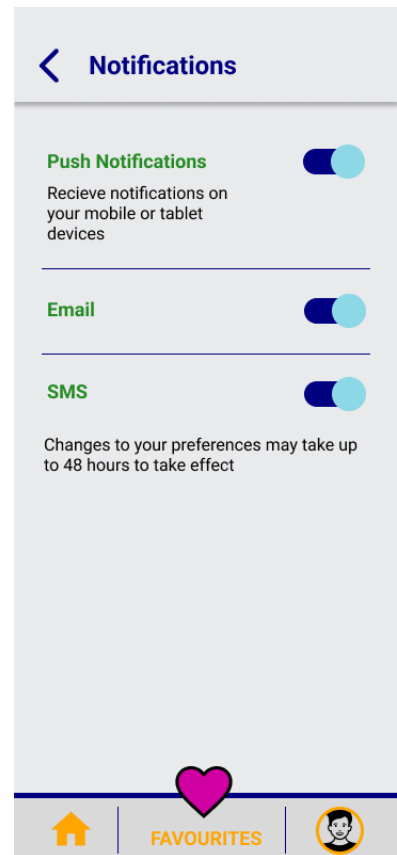 Notifications
Push Notifications
Recieve notifications on
your mobile or tablet
devices
Email
SMS
Changes to your preferences may take up
to 48 hours to take effect
FAVOURITES